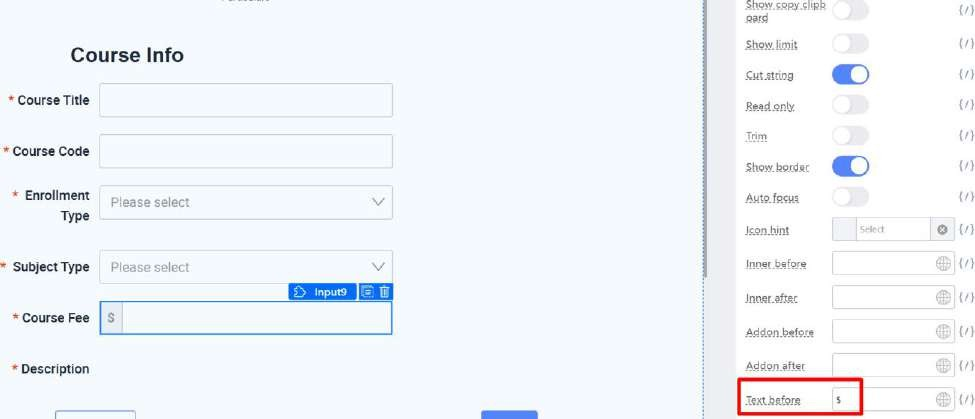 Course Info
* Course Title
* Course Code
* Enrollment
Type
Please select
* Subject Type
Please select
Input9
* Course Fee
$
* Description
Show copy clipb
oard
Show limit
Cut string
Read only
Trim
Show border
Auto focus
Icon hint
Select
Inner before
Inner after
Addon before
Addon after
Text before
$
{/}
{/}
{/}
{/}
{/}
{/}
{/}
{/}
{/}
{/}
{/}
{/}
{/}